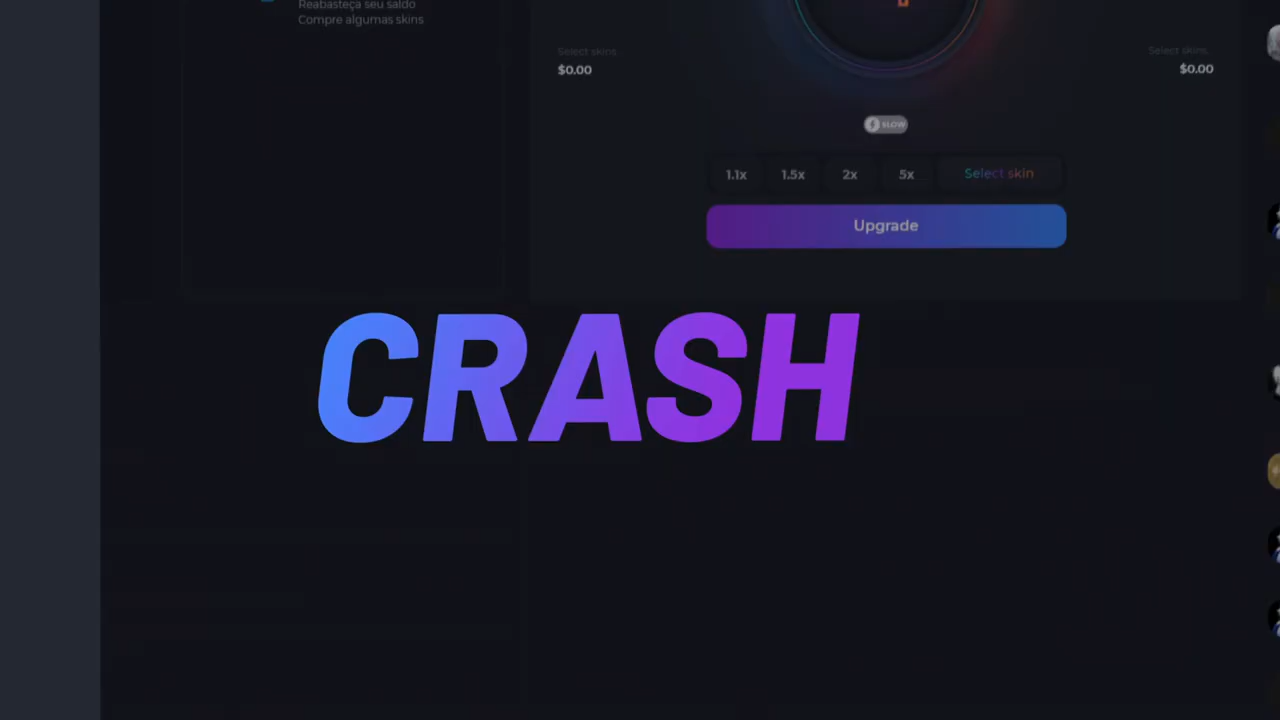 Reabasteça seu saldo
Compre algumas skins
Select skins
$0.00
Select skins
$0.00
SLOW
1.1x
1.5x
2x
5x
Select skin
Upgrade
CRASH